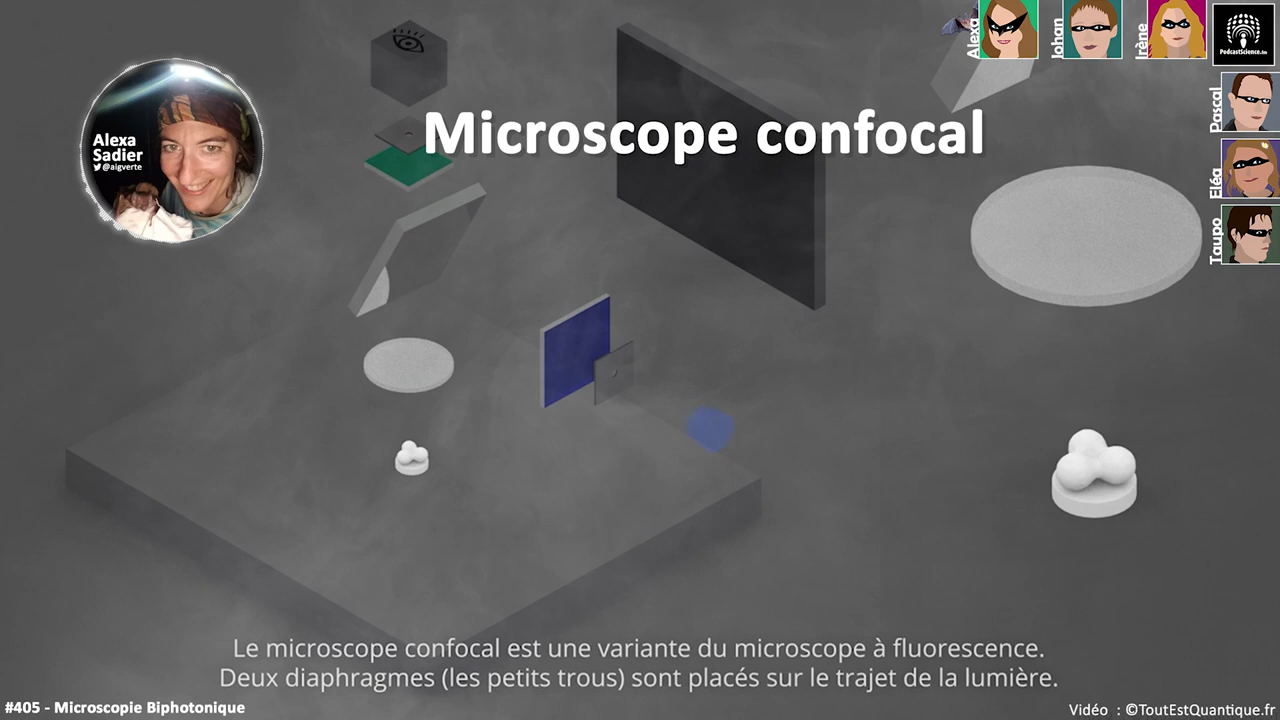 Alexa
Johan
Irène
PodcastScience.fm
Pascal
Eléa
Taupo
Alexa
Sadier
@aigverte
Microscope confocal
Le microscope confocal est une variante du microscope à fluorescence.
Deux diaphragmes (les petits trous) sont placés sur le trajet de la lumière.
#405 - Microscopie Biphotonique
Vidéo : ©ToutEstQuantique.fr